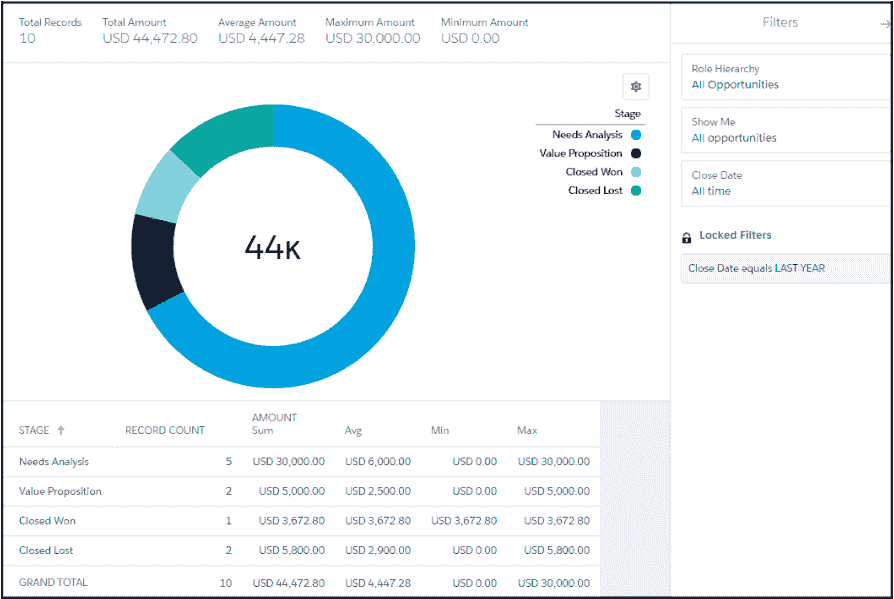 Total Records Total Amount Average Amount Maximum Amount Minimum Amount
10 USD 44,472.80 USD 4,447.28 USD 30,000.00 USD 0.00
Stage
Needs Analysis
Value Proposition
Closed Won
Closed Lost
44K
STAGE RECORD COUNT AMOUNT
Sum Avg Min Max
Needs Analysis 5 USD 30,000.00 USD 6,000.00 USD 0.00 USD 30,000.00
Value Proposition 2 USD 5,000.00 USD 2,500.00 USD 0.00 USD 5,000.00
Closed Won 1 USD 3,672.80 USD 3,672.80 USD 3,672.80 USD 3,672.80
Closed Lost 2 USD 5,800.00 USD 2,900.00 USD 0.00 USD 5,800.00
GRAND TOTAL 10 USD 44,472.80 USD 4,447.28 USD 0.00 USD 30,000.00
Filters
Role Hierarchy
All Opportunities
Show Me
All opportunities
Close Date
All time
Locked Filters
Close Date equals LAST YEAR